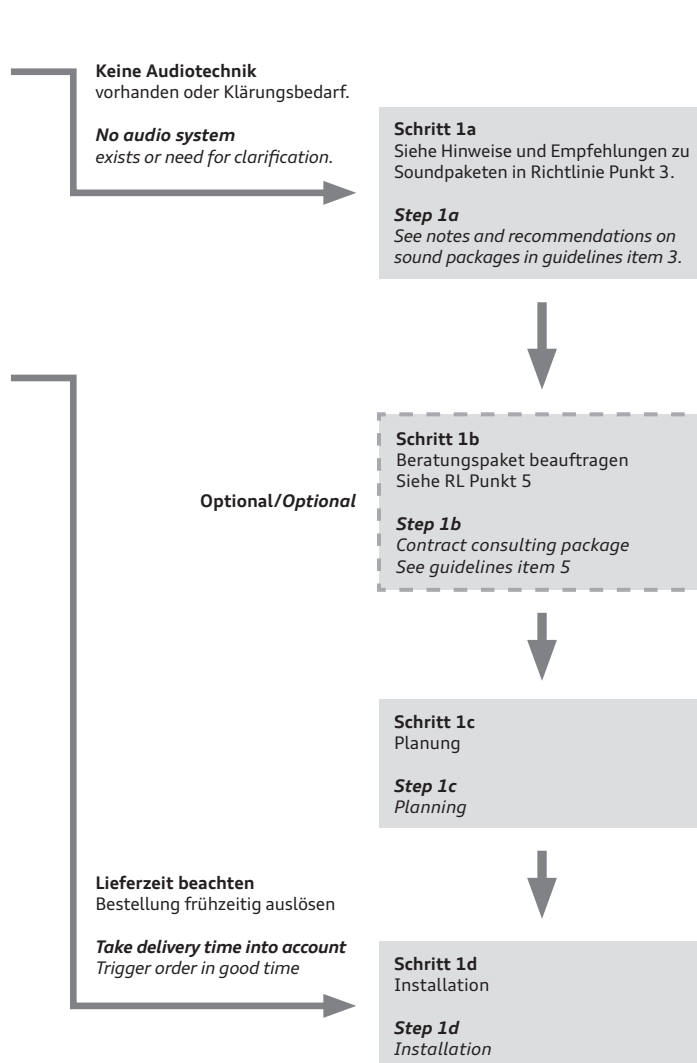 Keine Audiotechnik
vorhanden oder Klärungsbedarf.
No audio system
exists or need for clarification.
Schritt 1a
Siehe Hinweise und Empfehlungen zu
Soundpaketen in Richtlinie Punkt 3.
Step 1a
See notes and recommendations on
sound packages in guidelines item 3.
Optional/Optional
Schritt 1b
Beratungspaket beauftragen
Siehe RL Punkt 5
Step 1b
Contract consulting package
See guidelines item 5
Schritt 1c
Planung
Step 1c
Planning
Lieferzeit beachten
Bestellung frühzeitig auslösen
Take delivery time into account
Trigger order in good time
Schritt 1d
Installation
Step 1d
Installation